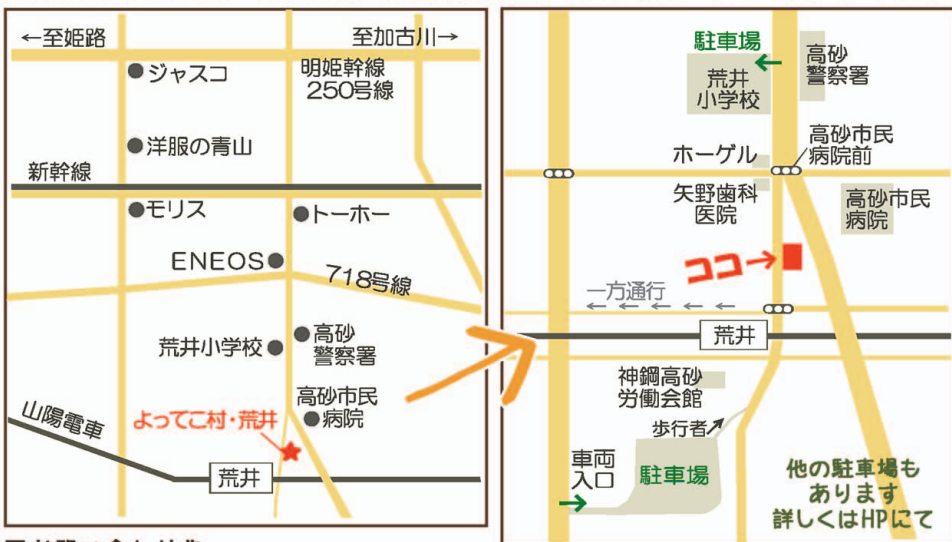 ←至姫路
至加古川→
ジャスコ
明姫幹線
250号線
洋服の青山
新幹線
モリス
トーホー
ENEOS
718号線
荒井小学校
高砂
警察署
高砂市民
病院
よってこ村・荒井
山陽電車
荒井
駐車場
←
荒井
小学校
高砂
警察署
ホーゲル
高砂市民
病院前
矢野歯科
医院
高砂市民
病院
ココ→
一方通行
← ← ← ← ←
荒井
神鋼高砂
労働会館
歩行者↗
車両
入口
→
駐車場
他の駐車場も
あります
詳しくはHPにて